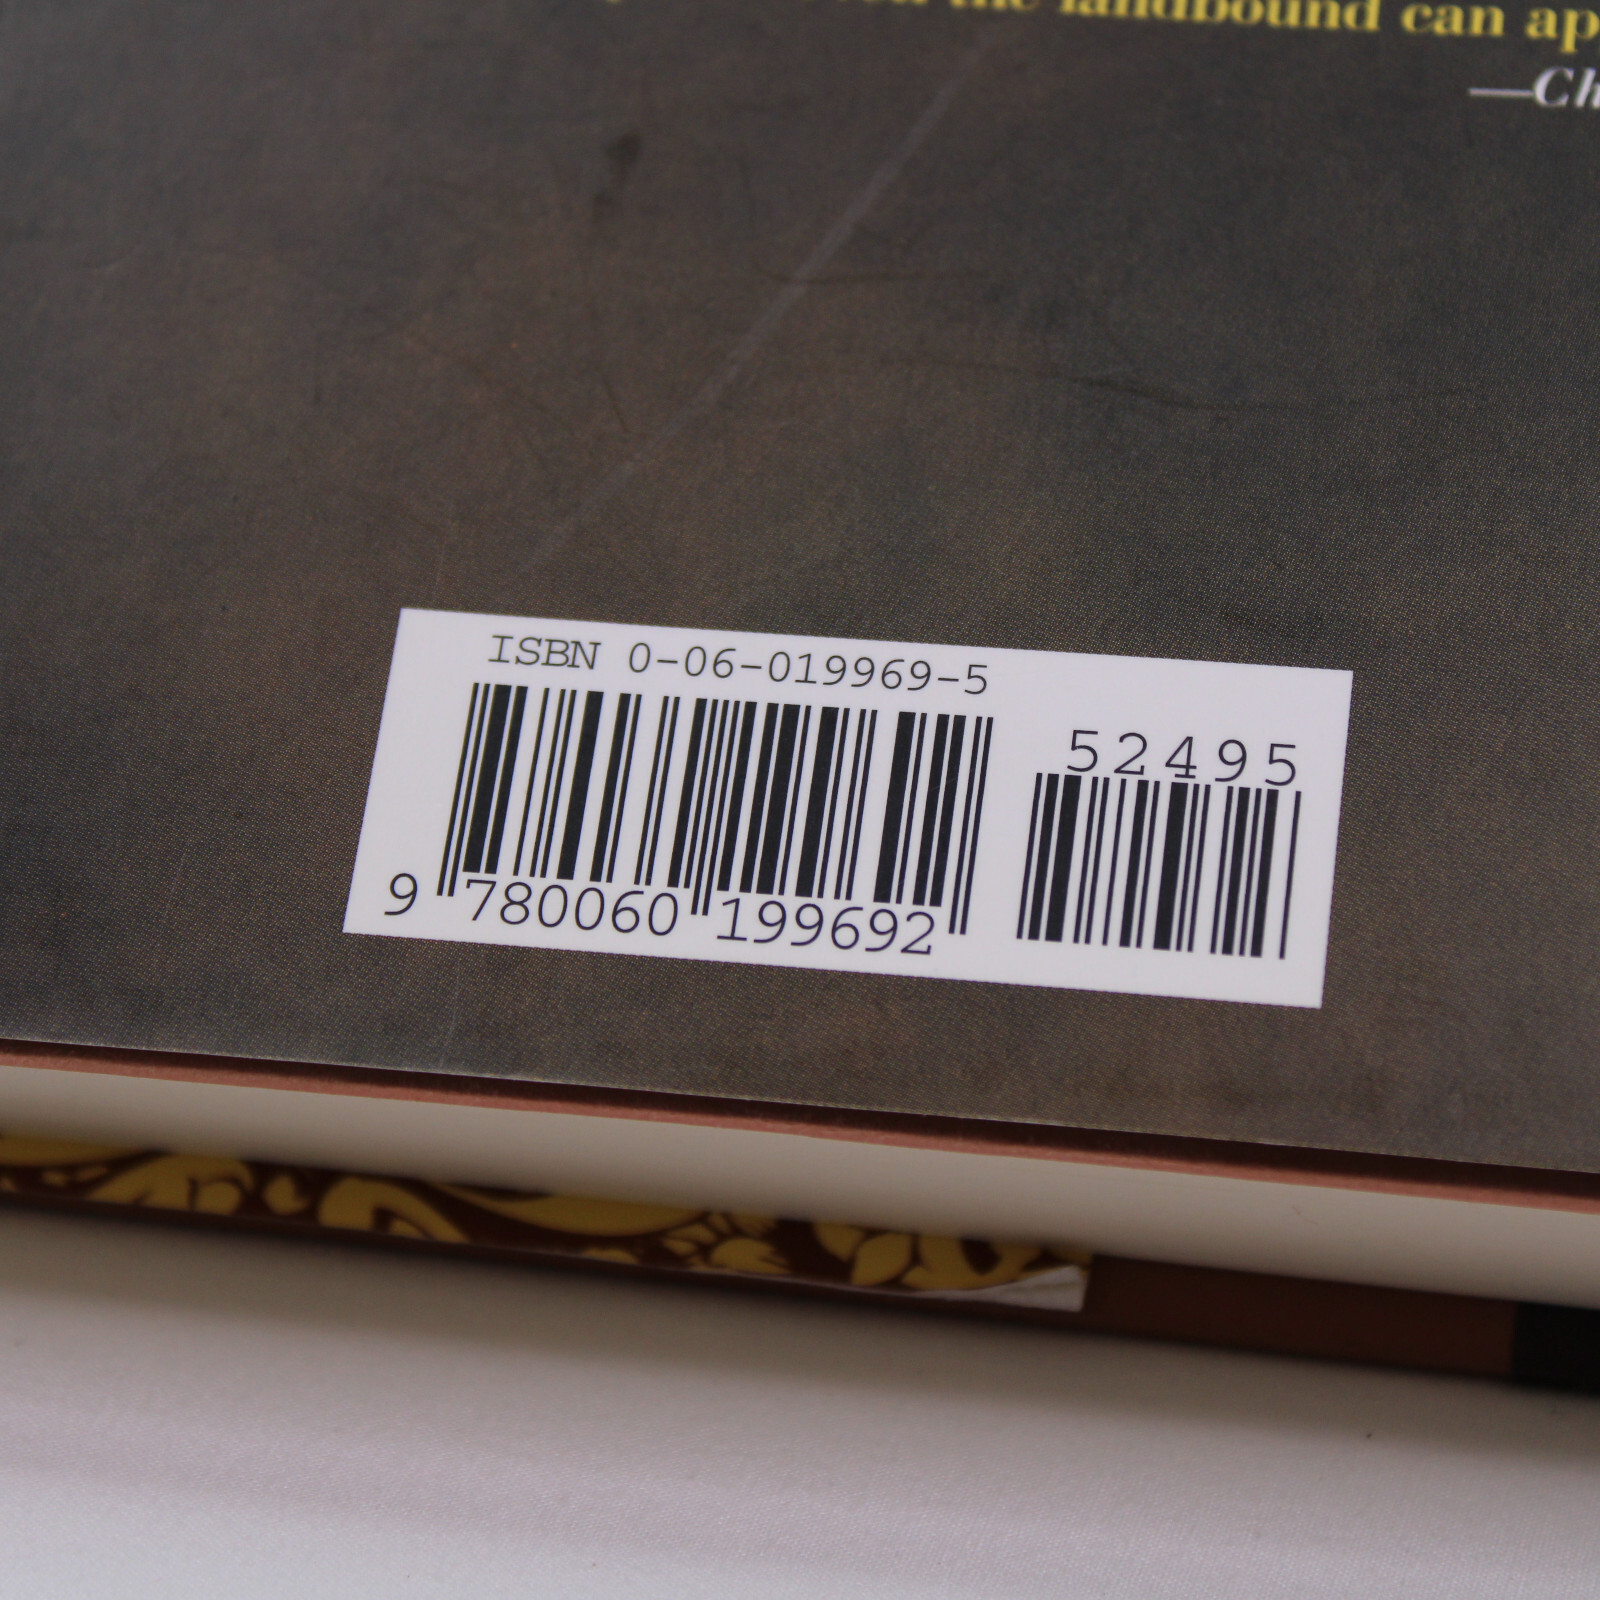 the landbound can ap
—Ch
ISBN 0-06-019969-5
52495
9 780060 199692